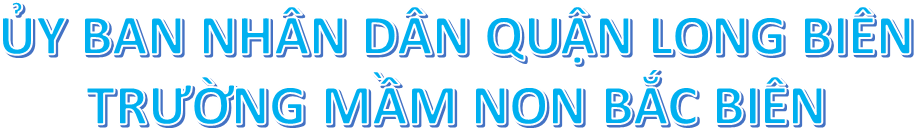 ỦY BAN NHÂN DÂN QUẬN LONG BIÊN
TRƯỜNG MẦM NON BẮC BIÊN